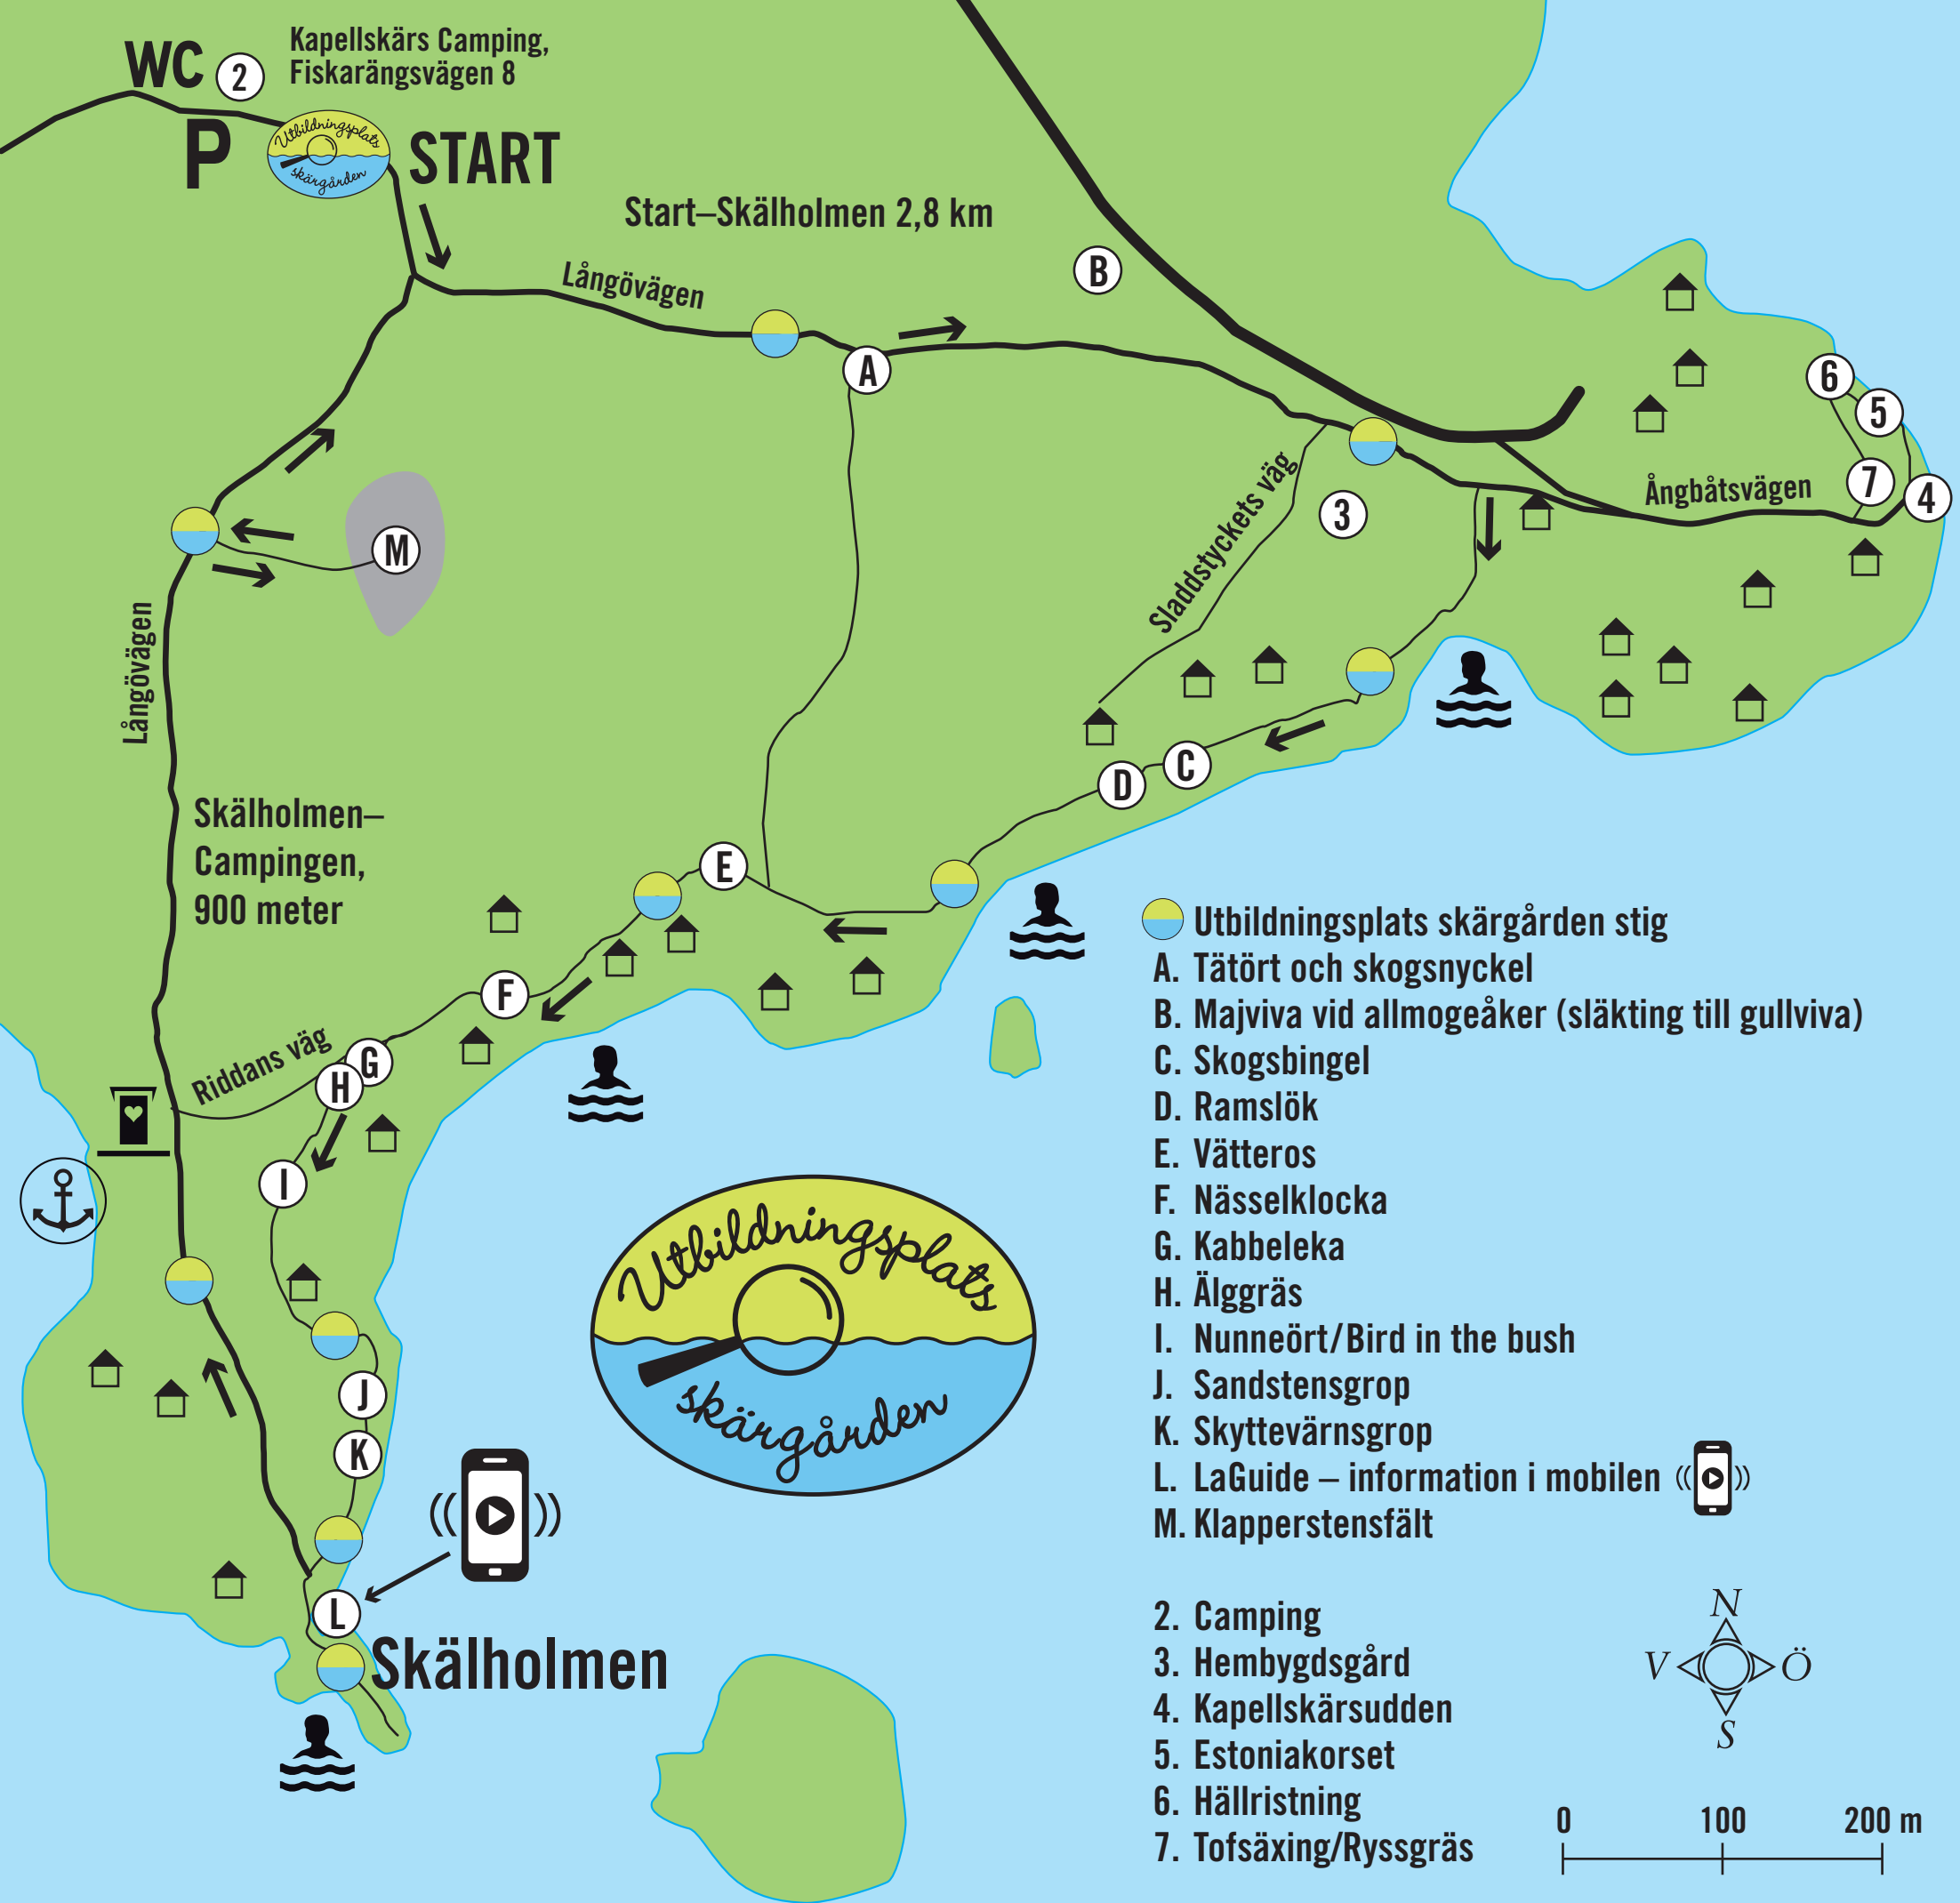 WC
2
Kapellskärs Camping,
Fiskarängsvägen 8
P
Utbildningsplats
skärgården
START
Start–Skälholmen 2,8 km
Långövägen
B
A
6
5
7
4
Ångbåtsvägen
Sladdstyckets väg
3
M
Långövägen
C
D
Skälholmen–
Campingen,
900 meter
E
F
Riddans väg
G
H
I
J
K
L
Skälholmen
Utbildningsplats
skärgården
Utbildningsplats skärgården stig
A. Tätört och skogsnyckel
B. Majviva vid allmogeåker (släkting till gullviva)
C. Skogsbingel
D. Ramslök
E. Vätteros
F. Nässelklocka
G. Kabbeleka
H. Älggräs
I. Nunneört/Bird in the bush
J. Sandstensgrop
K. Skyttevärnsgrop
L. LaGuide – information i mobilen
M. Klapperstensfält
2. Camping
3. Hembygdsgård
4. Kapellskärsudden
5. Estoniakorset
6. Hällristning
7. Tofsäxing/Ryssgräs
N
V Ö
S
0 100 200 m